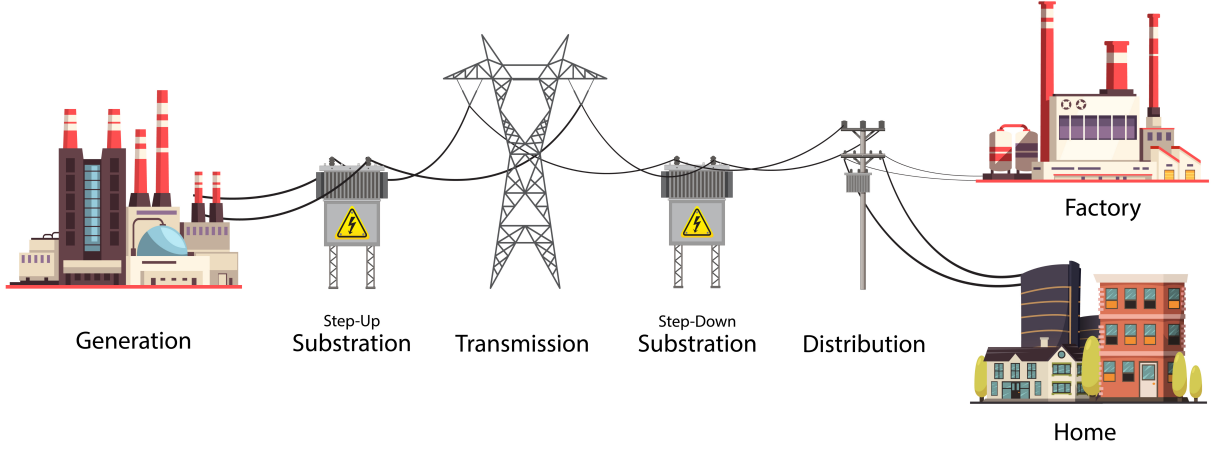 Factory
Generation
Step-Up
Substration
Transmission
Step-Down
Substration
Distribution
Home